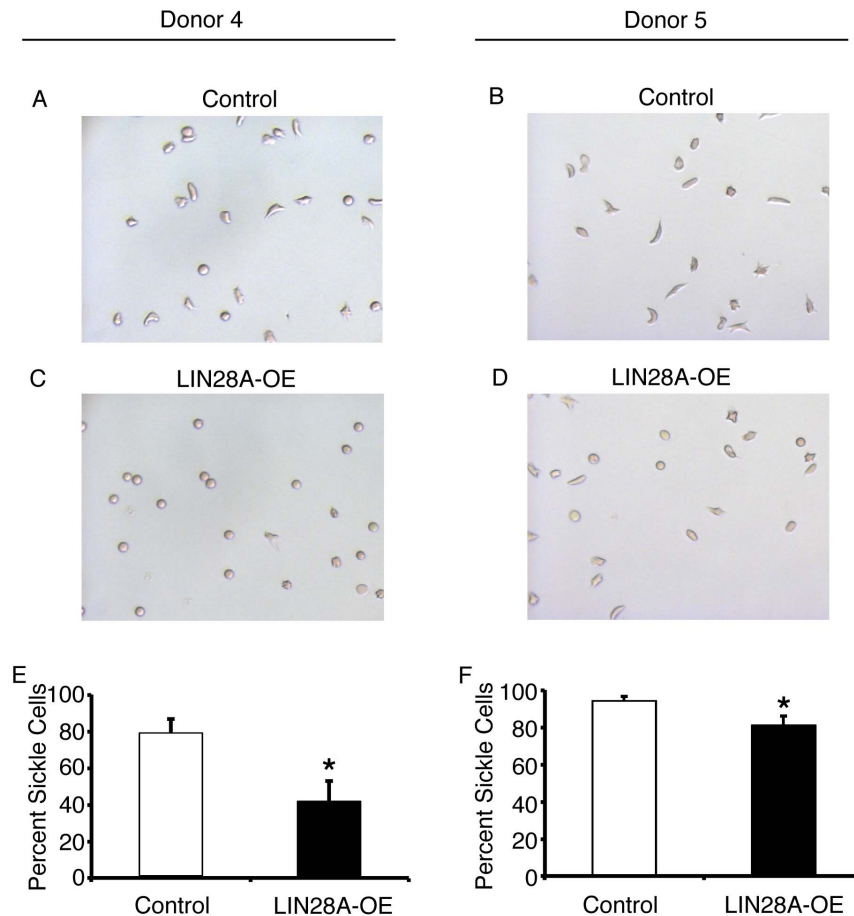 Donor 4
Donor 5
A
Control
B
Control
C
LIN28A-OE
D
LIN28A-OE
E
Percent Sickle Cells
100
80
60
40
20
0
*
Control
LIN28A-OE
F
Percent Sickle Cells
100
80
60
40
20
0
*
Control
LIN28A-OE